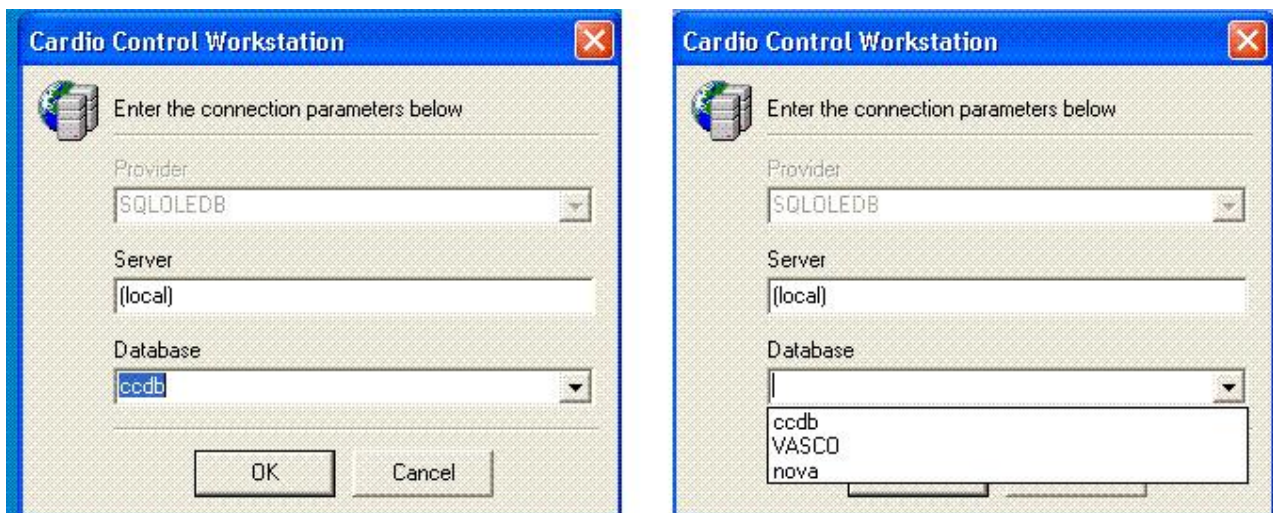 Cardio Control Workstation
Enter the connection parameters below
Provider
SQLOLEDB
Server
(local)
Database
ccdb
OK
Cancel
Cardio Control Workstation
Enter the connection parameters below
Provider
SQLOLEDB
Server
(local)
Database
ccdb
VASCO
nova